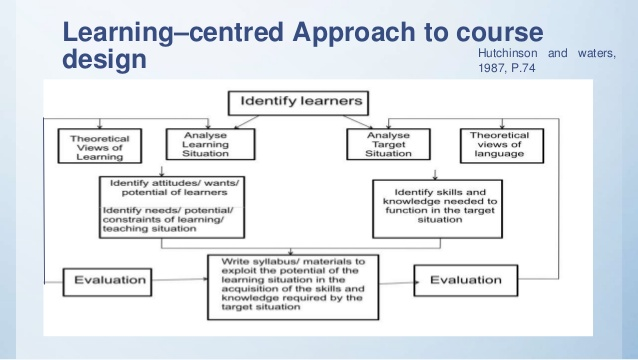 Learning–centred Approach to course
design
Hutchinson and waters,
1987, P.74
Identify learners
Theoretical
Views of
Learning
Analyse
Learning
Situation
Analyse
Target
Situation
Theoretical
views of
language
Identify attitudes/ wants/
potential of learners
Identify needs/ potential/
constraints of learning/
teaching situation
Identify skills and
knowledge needed to
function in the target
situation
Evaluation
Write syllabus/ materials to
exploit the potential of the
learning situation in the
acquisition of the skills and
knowledge required by the
target situation
Evaluation